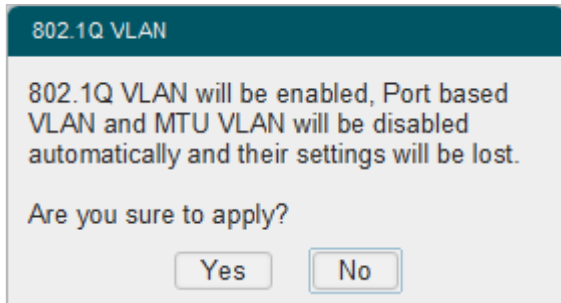 802.1Q VLAN
802.1Q VLAN will be enabled, Port based
VLAN and MTU VLAN will be disabled
automatically and their settings will be lost.
Are you sure to apply?
Yes No